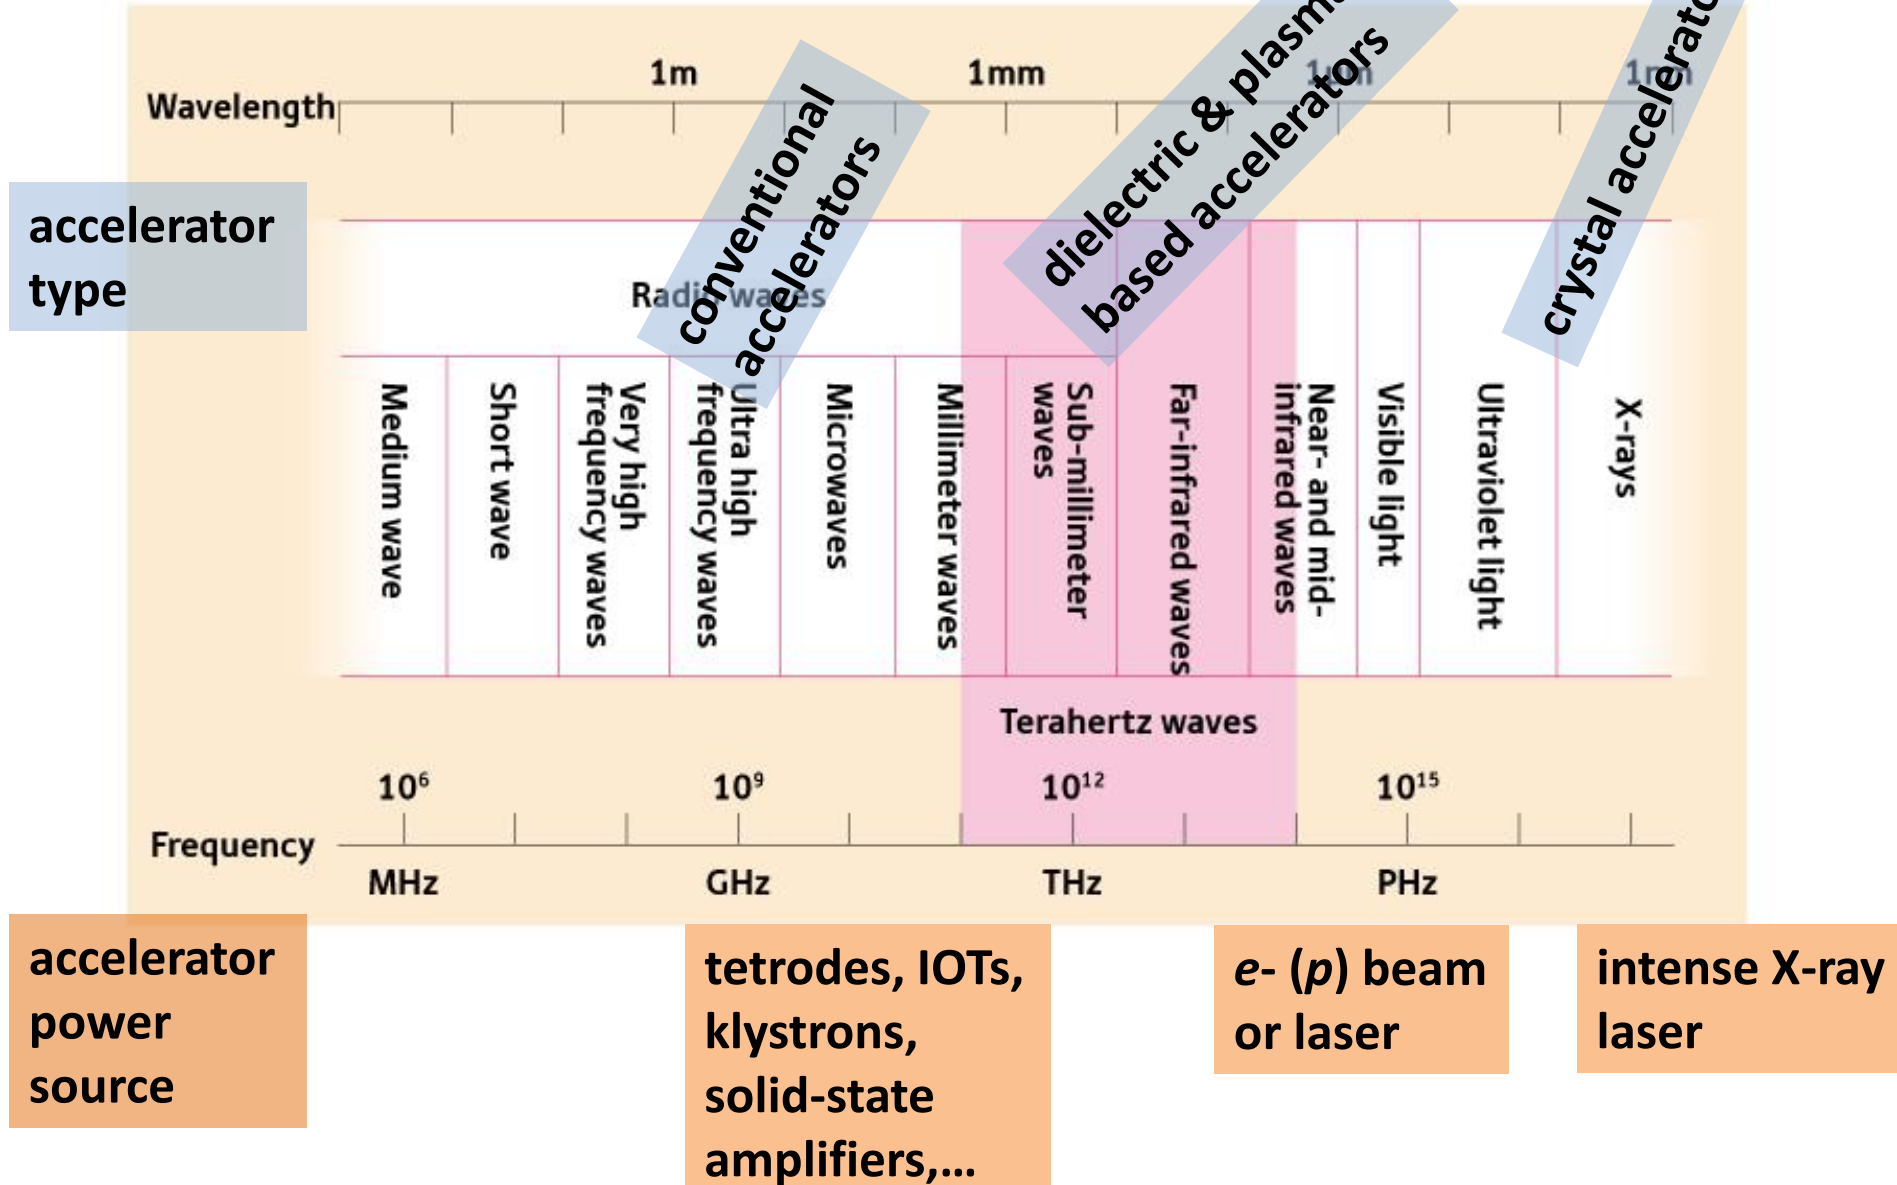 1m
1mm
1μm
1nm
Wavelength
conventional
accelerators
dielectric &
based accelerators
crystal
accelerator
type
Radio waves
Medium wave
Short wave
Very high
frequency waves
Ultra high
frequency waves
Microwaves
Millimeter waves
Sub-millimeter
waves
Far-infrared waves
Near- and mid-
infrared waves
Visible light
Ultraviolet light
X-rays
Terahertz waves
10⁶
10⁹
10¹²
10¹⁵
Frequency
MHz
GHz
THz
PHz
accelerator
power
source
tetrodes, IOTs,
klystrons,
solid-state
amplifiers,...
e- (p) beam
or laser
intense X-ray
laser